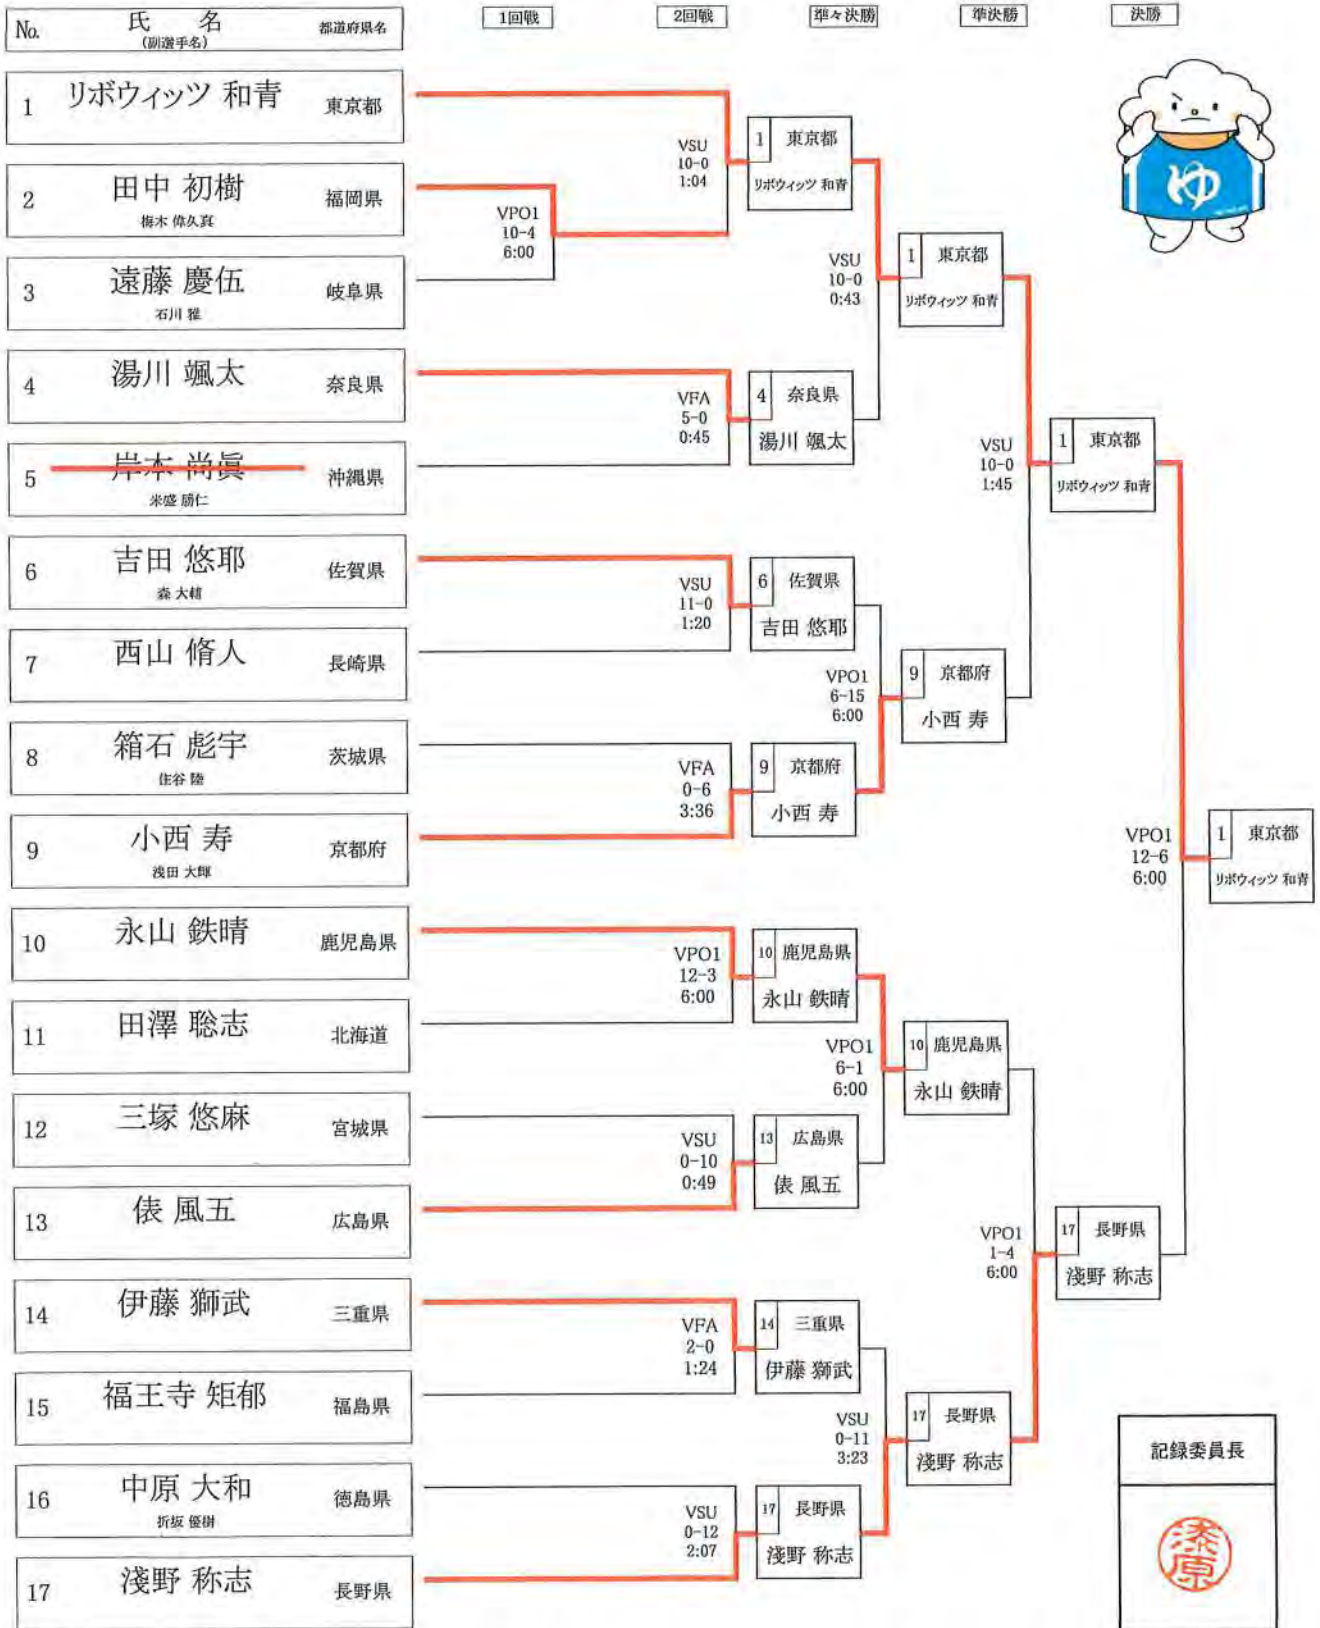 No. 氏 名 (副選手名) 都道府県名 1回戦 2回戦 準々決勝 準決勝 決勝
1 リボウィッツ 和青 東京都
2 田中 初樹 福岡県
梅木 偉久真
3 遠藤 慶伍 岐阜県
石川 雅
4 湯川 颯太 奈良県
5 岸本 尚眞 沖縄県
米盛 勝仁
6 吉田 悠耶 佐賀県
森 大輔
7 西山 脩人 長崎県
8 箱石 彪宇 茨城県
住谷 陸
9 小西 寿 京都府
浅田 大輝
10 永山 鉄晴 鹿児島県
11 田澤 聡志 北海道
12 三塚 悠麻 宮城県
13 俵 風五 広島県
14 伊藤 獅武 三重県
15 福王寺 矩郁 福島県
16 中原 大和 徳島県
折坂 優樹
17 淺野 称志 長野県
VPO1
10-4
6:00
VSU
10-0
1:04
VFA
5-0
0:45
VSU
11-0
1:20
VFA
0-6
3:36
VPO1
12-3
6:00
VSU
0-10
0:49
VFA
2-0
1:24
VSU
0-12
2:07
1 東京都
リボウィッツ 和青
4 奈良県
湯川 颯太
6 佐賀県
吉田 悠耶
9 京都府
小西 寿
10 鹿児島県
永山 鉄晴
13 広島県
俵 風五
14 三重県
伊藤 獅武
17 長野県
淺野 称志
VSU
10-0
0:43
VPO1
6-15
6:00
VPO1
6-1
6:00
VSU
0-11
3:23
1 東京都
リボウィッツ 和青
9 京都府
小西 寿
10 鹿児島県
永山 鉄晴
17 長野県
淺野 称志
VSU
10-0
1:45
VPO1
1-4
6:00
1 東京都
リボウィッツ 和青
17 長野県
淺野 称志
VPO1
12-6
6:00
1 東京都
リボウィッツ 和青
ゆ
記録委員長
漆原